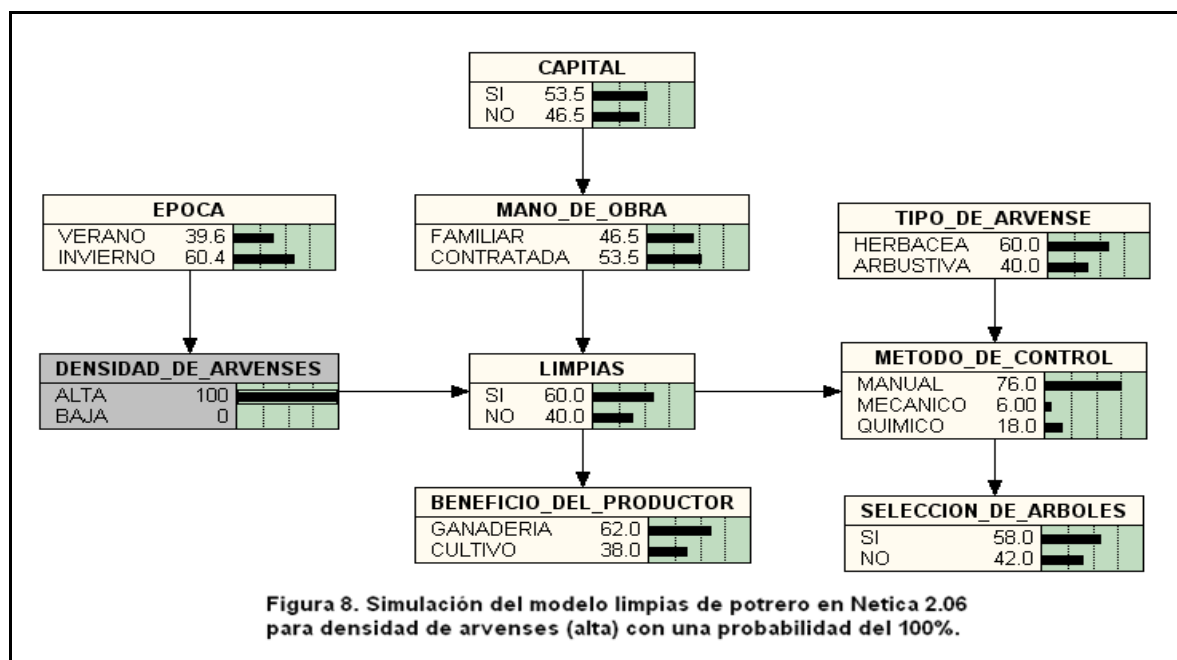 CAPITAL
SI 53.5
NO 46.5
EPOCA
VERANO 39.6
INVIERNO 60.4
MANO_DE_OBRA
FAMILIAR 46.5
CONTRATADA 53.5
TIPO_DE_ARVENSE
HERBACEA 60.0
ARBUSTIVA 40.0
DENSIDAD_DE_ARVENSES
ALTA 100
BAJA 0
LIMPIAS
SI 60.0
NO 40.0
METODO_DE_CONTROL
MANUAL 76.0
MECANICO 6.00
QUIMICO 18.0
BENEFICIO_DEL_PRODUCTOR
GANADERIA 62.0
CULTIVO 38.0
SELECCION_DE_ARBOLES
SI 58.0
NO 42.0
Figura 8. Simulación del modelo limpias de potrero en Netica 2.06
para densidad de arvenses (alta) con una probabilidad del 100%.